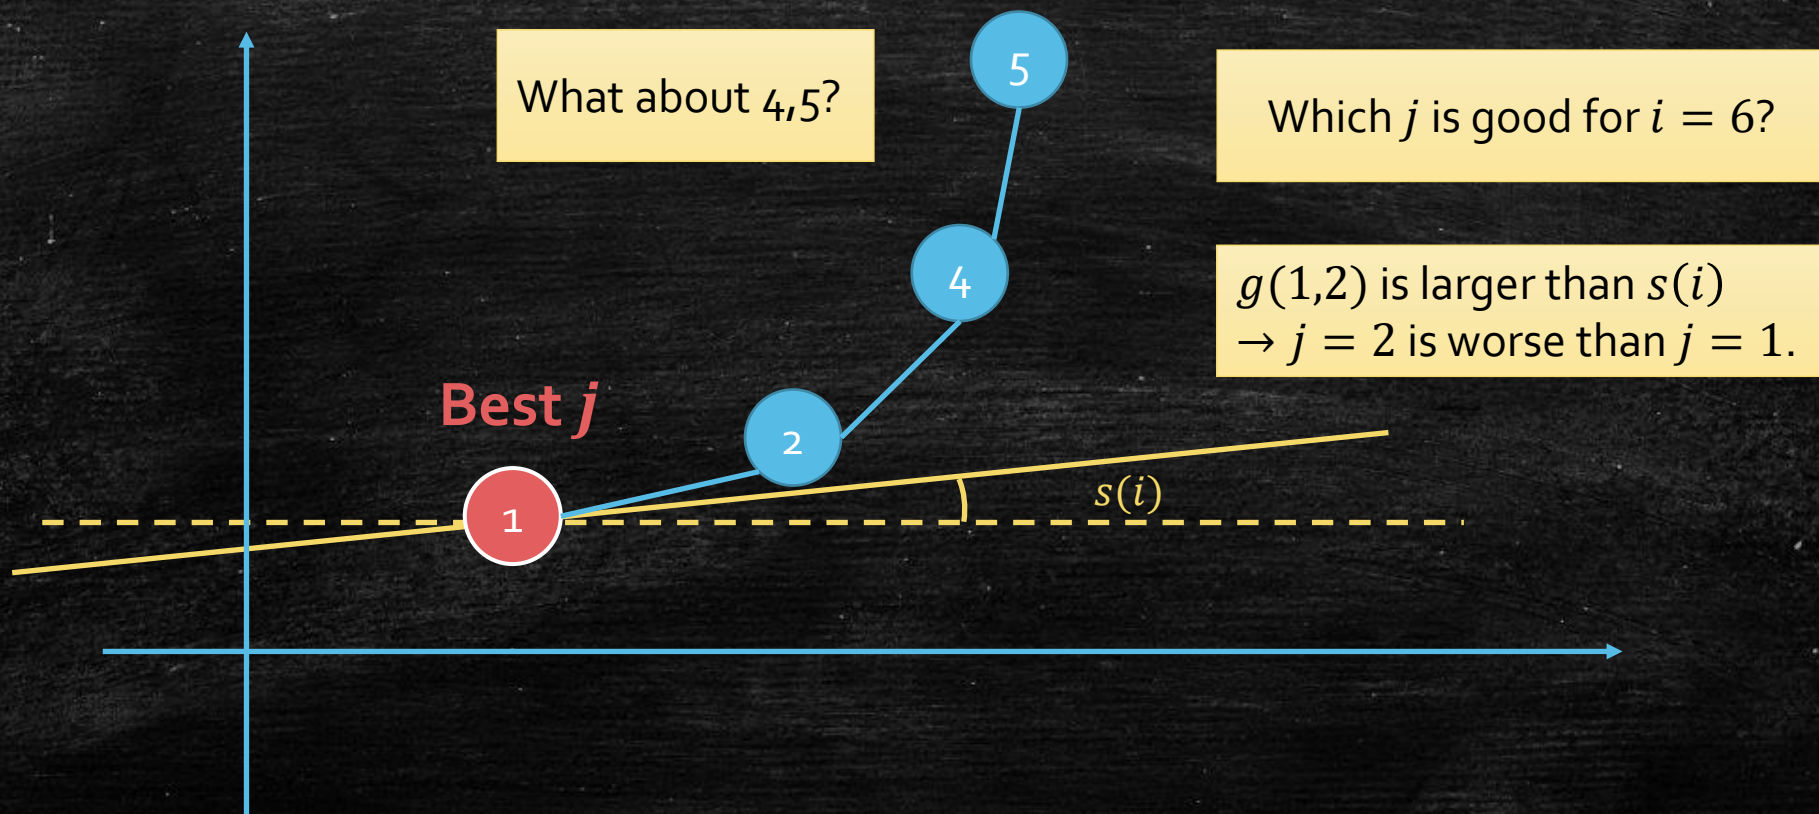 What about 4,5?
5
Which j is good for i = 6?
4
g(1,2) is larger than s(i)
→ j = 2 is worse than j = 1.
Best j
2
s(i)
1